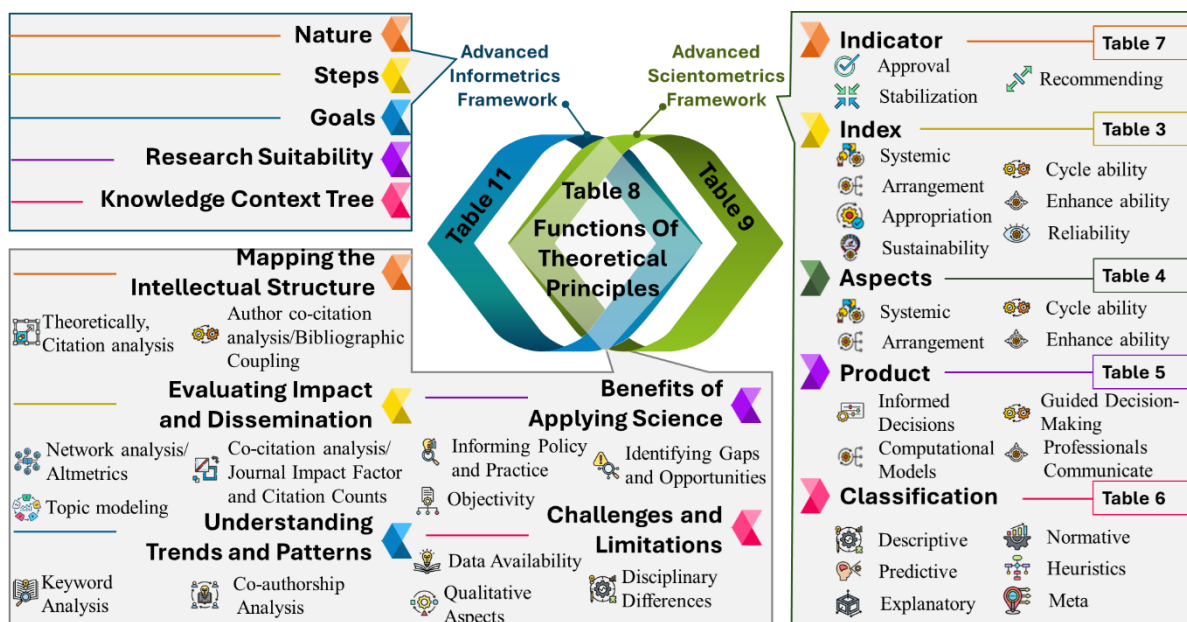 Nature
Steps
Goals
Research Suitability
Knowledge Context Tree
Advanced
Informetrics
Framework
Advanced
Scientometrics
Framework
Table 11
Table 8
Functions Of
Theoretical
Principles
Table 9
Indicator
Table 7
Approval
Recommending
Stabilization
Index
Table 3
Systemic
Cycle ability
Arrangement
Enhance ability
Appropriation
Reliability
Sustainability
Aspects
Table 4
Systemic
Cycle ability
Arrangement
Enhance ability
Product
Table 5
Informed
Decisions
Guided Decision-
Making
Computational
Models
Professionals
Communicate
Classification
Table 6
Descriptive
Normative
Predictive
Heuristics
Explanatory
Meta
Mapping the
Intellectual Structure
Theoretically,
Citation analysis
Author co-citation
analysis/Bibliographic
Coupling
Evaluating Impact
and Dissemination
Network analysis/
Altmetrics
Co-citation analysis/
Journal Impact Factor
and Citation Counts
Topic modeling
Understanding
Trends and Patterns
Keyword
Analysis
Co-authorship
Analysis
Benefits of
Applying Science
Informing Policy
and Practice
Identifying Gaps
and Opportunities
Objectivity
Challenges and
Limitations
Data Availability
Qualitative
Aspects
Disciplinary
Differences